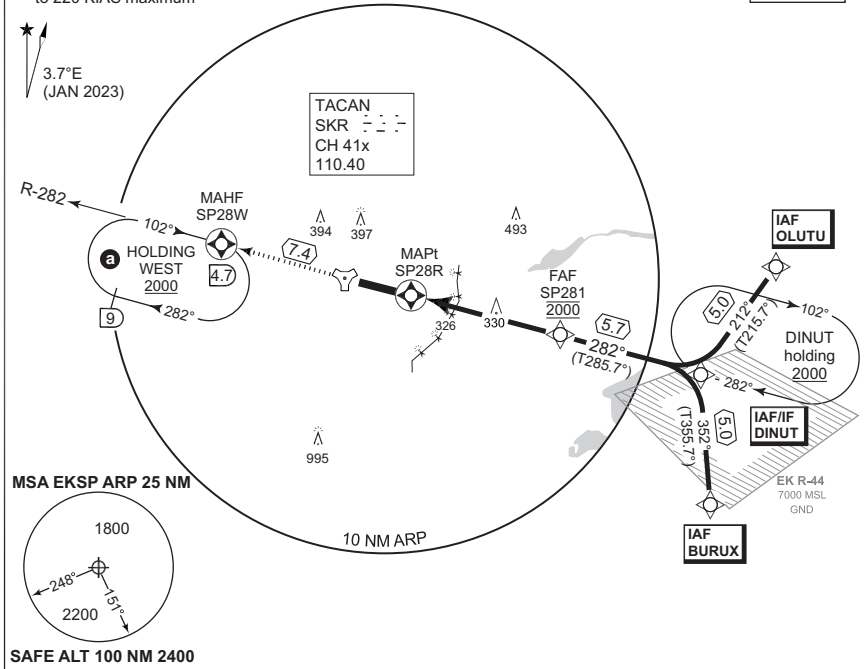 to 220 KIAS maximum
3.7°E
(JAN 2023)
TACAN
SKR
CH 41x
110.40
R-282
MAHF
SP28W
102°
a
HOLDING
WEST
2000
4.7
282°
9
7.4
394
397
493
MAPt
SP28R
326
330
FAF
SP281
2000
5.7
282°
(T285.7°)
IAF
OLUTU
5.0
212°
(T215.7°)
102°
DINUT
holding
2000
282°
IAF/IF
DINUT
352°
(T355.7°)
5.0
EK R-44
7000 MSL
GND
IAF
BURUX
995
10 NM ARP
MSA EKSP ARP 25 NM
1800
248°
151°
2200
SAFE ALT 100 NM 2400